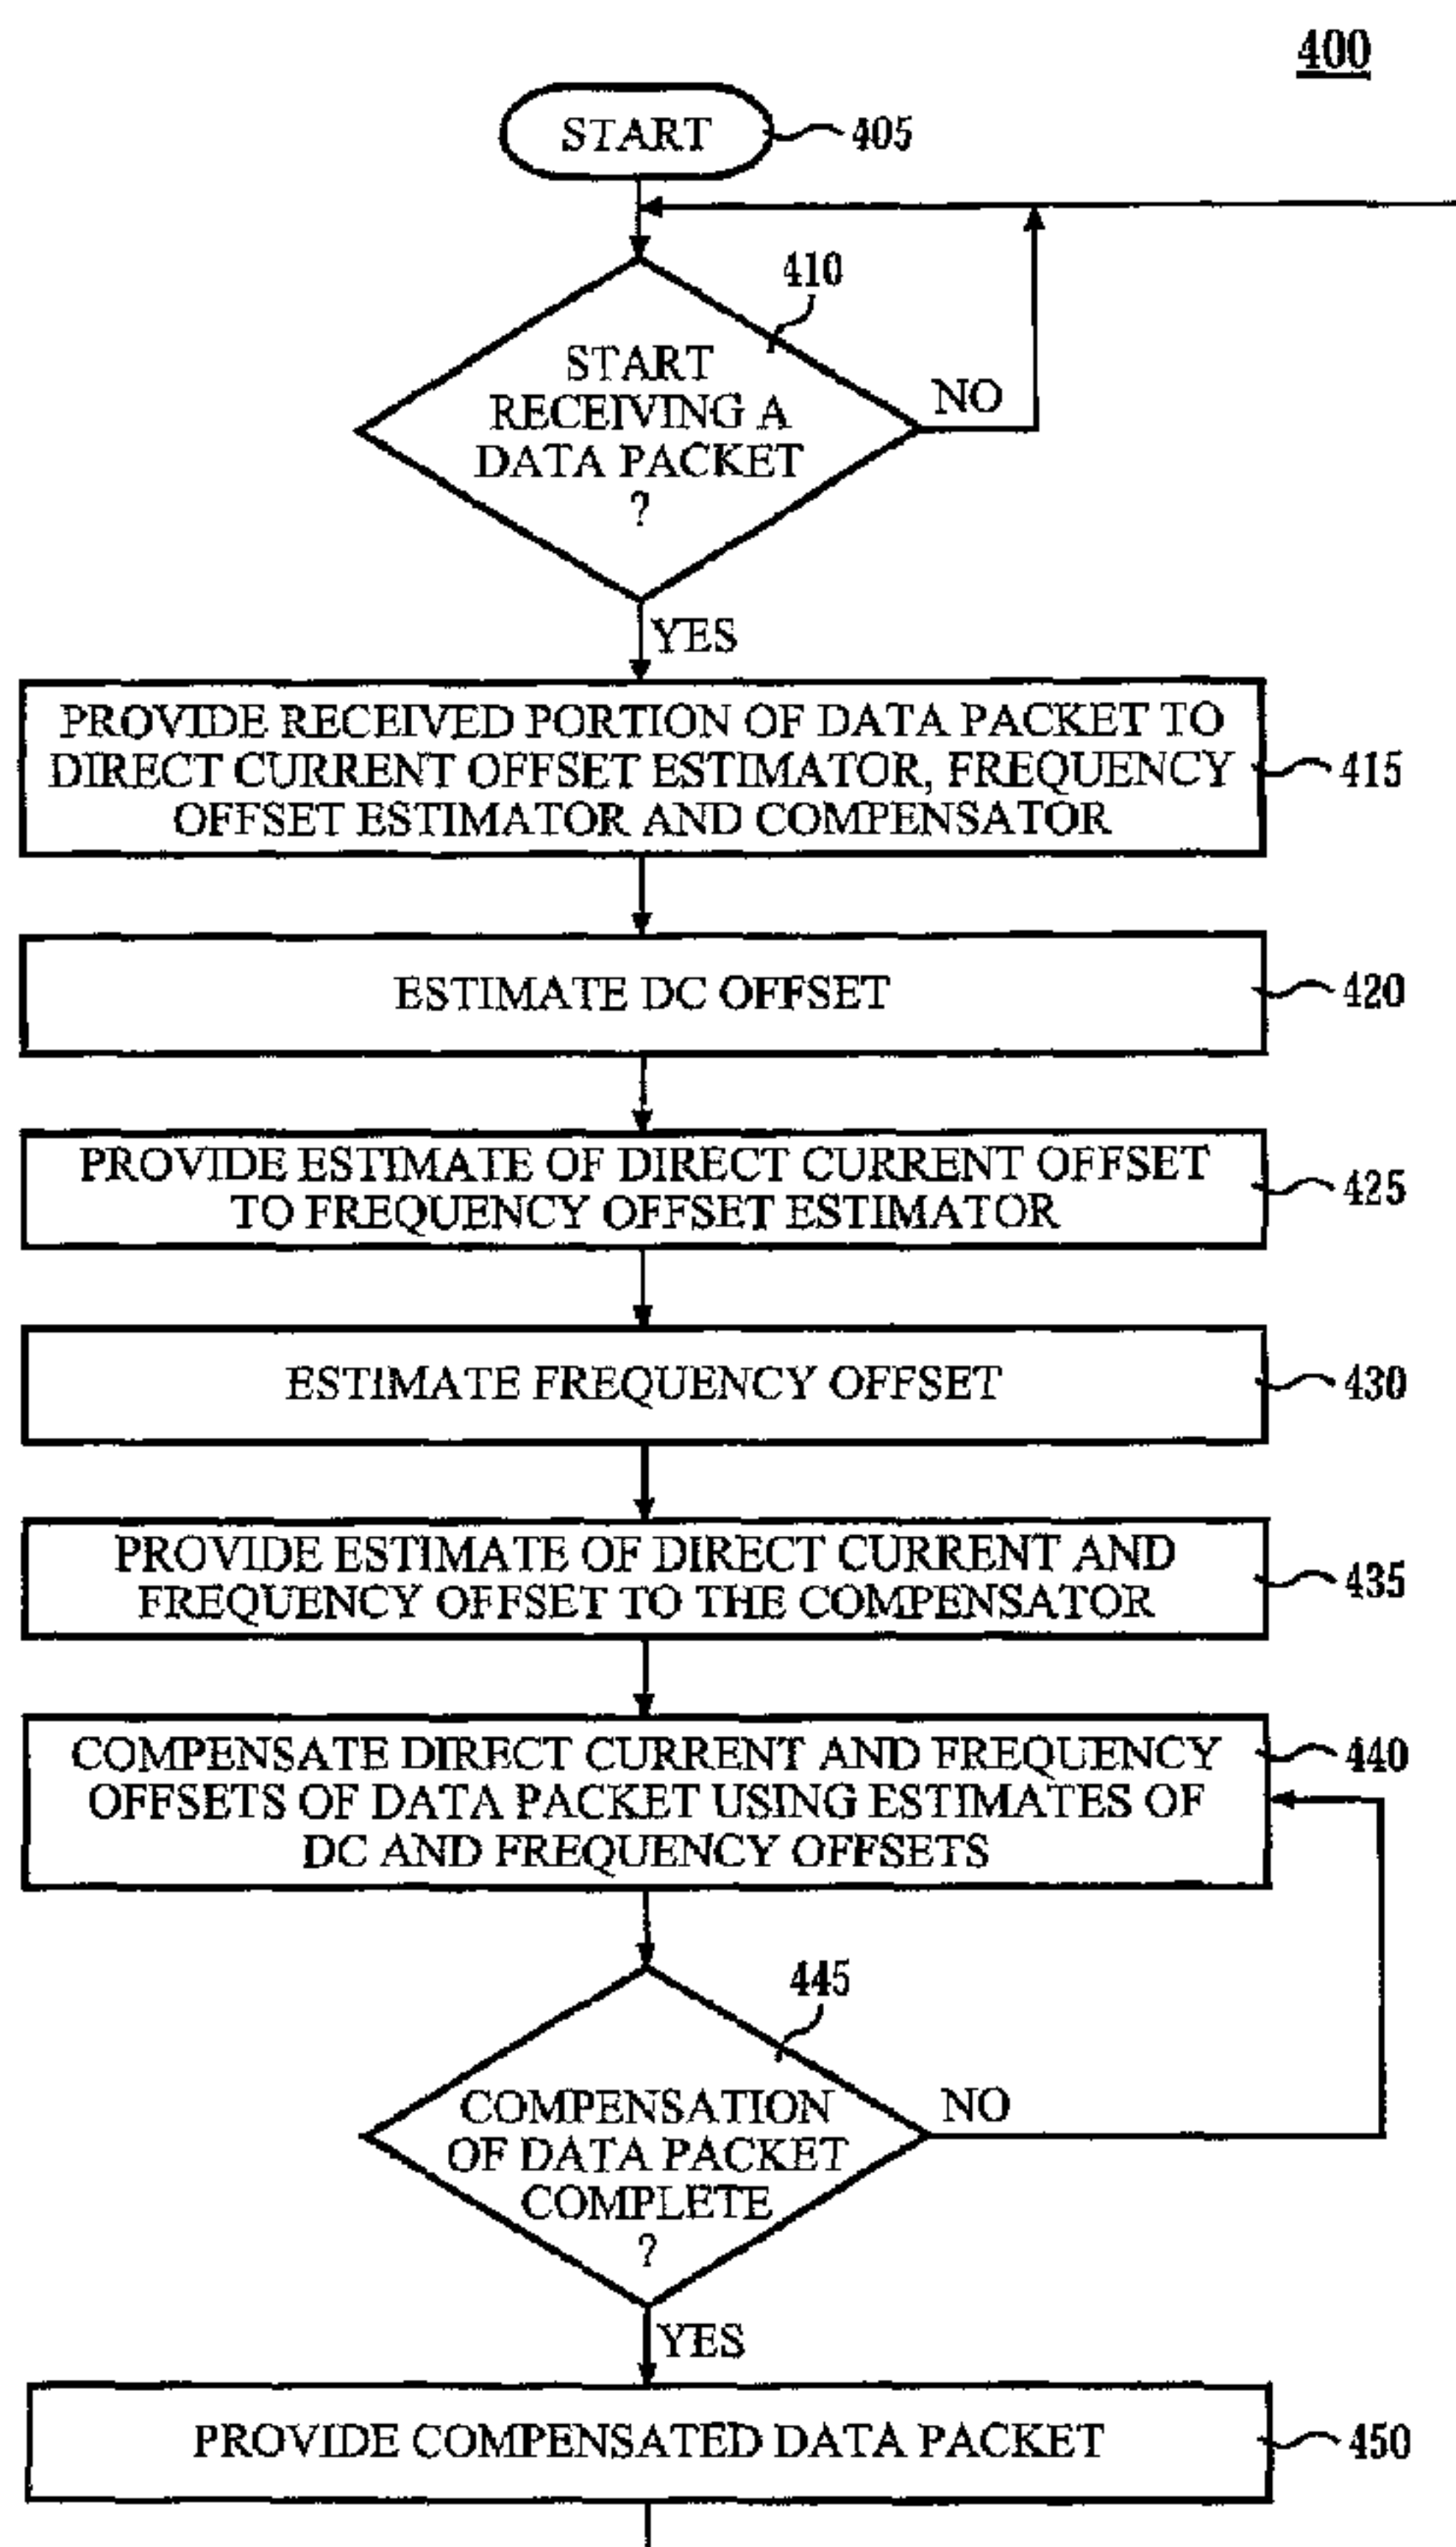 400
START
405
410
START
RECEIVING A
DATA PACKET
?
NO
YES
PROVIDE RECEIVED PORTION OF DATA PACKET TO
DIRECT CURRENT OFFSET ESTIMATOR, FREQUENCY
OFFSET ESTIMATOR AND COMPENSATOR
415
ESTIMATE DC OFFSET
420
PROVIDE ESTIMATE OF DIRECT CURRENT OFFSET
TO FREQUENCY OFFSET ESTIMATOR
425
ESTIMATE FREQUENCY OFFSET
430
PROVIDE ESTIMATE OF DIRECT CURRENT AND
FREQUENCY OFFSET TO THE COMPENSATOR
435
COMPENSATE DIRECT CURRENT AND FREQUENCY
OFFSETS OF DATA PACKET USING ESTIMATES OF
DC AND FREQUENCY OFFSETS
440
445
COMPENSATION
OF DATA PACKET
COMPLETE
?
NO
YES
PROVIDE COMPENSATED DATA PACKET
450